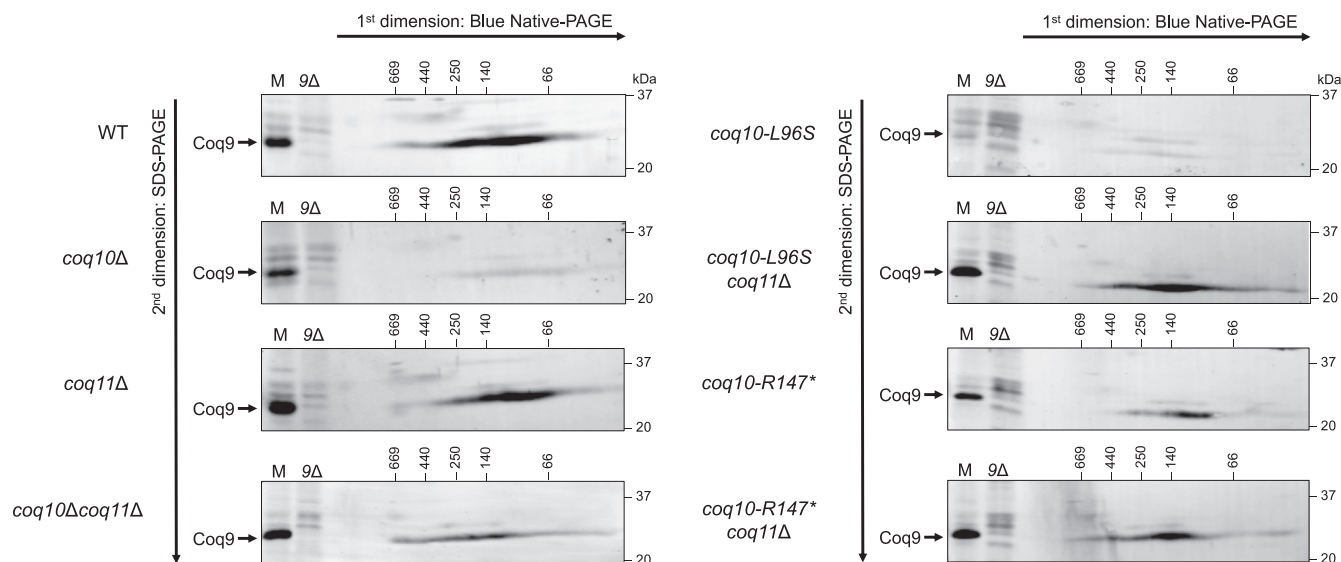 1st dimension: Blue Native-PAGE
2nd dimension: SDS-PAGE
M 9Δ 669 440 250 140 66 kDa
WT
Coq9
37
20
M 9Δ 669 440 250 140 66
coq10Δ
Coq9
37
20
M 9Δ 669 440 250 140 66
coq11Δ
Coq9
37
20
M 9Δ 669 440 250 140 66
coq10Δcoq11Δ
Coq9
37
20
1st dimension: Blue Native-PAGE
2nd dimension: SDS-PAGE
M 9Δ 669 440 250 140 66 kDa
coq10-L96S
Coq9
37
20
M 9Δ 669 440 250 140 66
coq10-L96S
coq11Δ
Coq9
37
20
M 9Δ 669 440 250 140 66
coq10-R147*
Coq9
37
20
M 9Δ 669 440 250 140 66
coq10-R147*
coq11Δ
Coq9
37
20